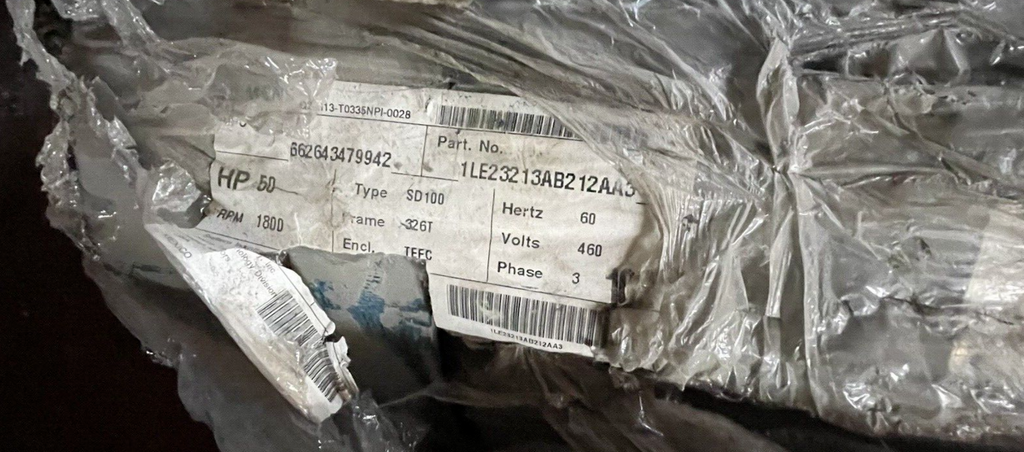 13-T0335NPI-0028
Part. No.
662643479942
1LE23213AB212AA3
HP 50
Type SD100
Hertz 60
RPM 1800
Frame 326T
Volts 460
Encl. TEFC
Phase 3
1LE23213AB212AA3